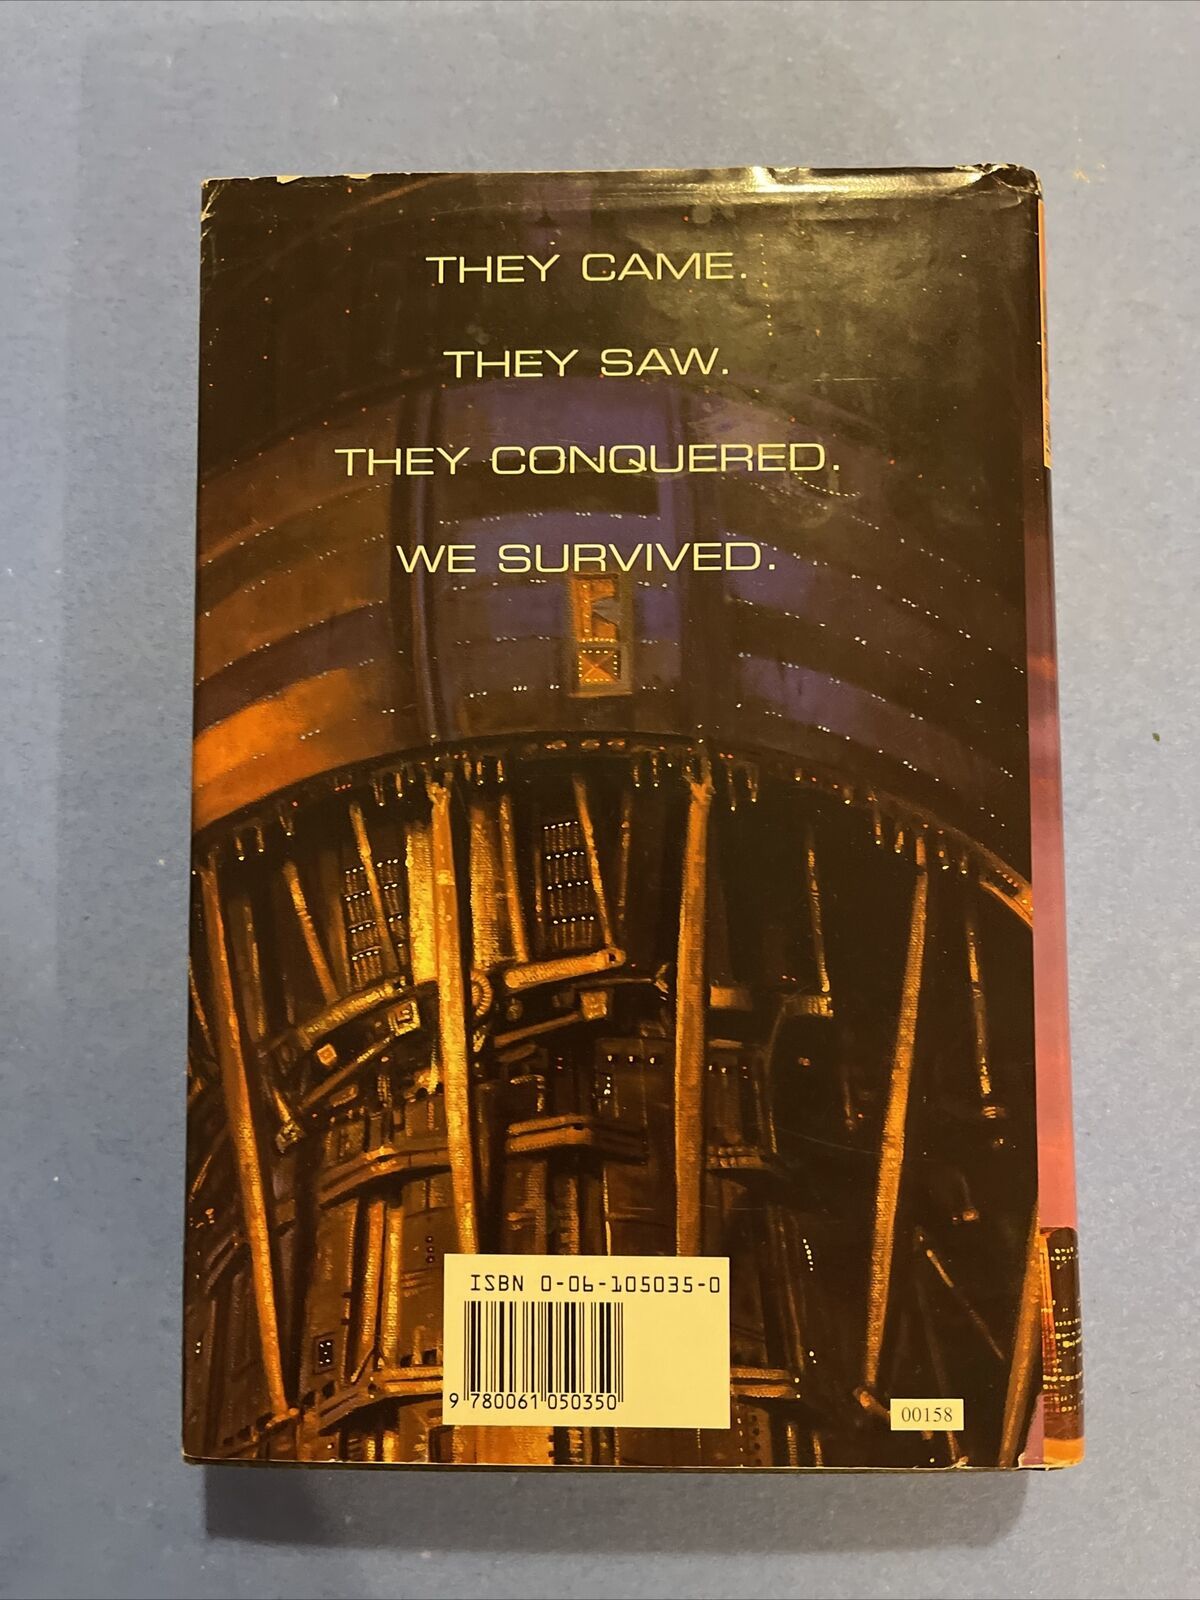 THEY CAME.
THEY SAW.
THEY CONQUERED.
WE SURVIVED.
ISBN 0-06-105035-0
9 780061 050350
00158